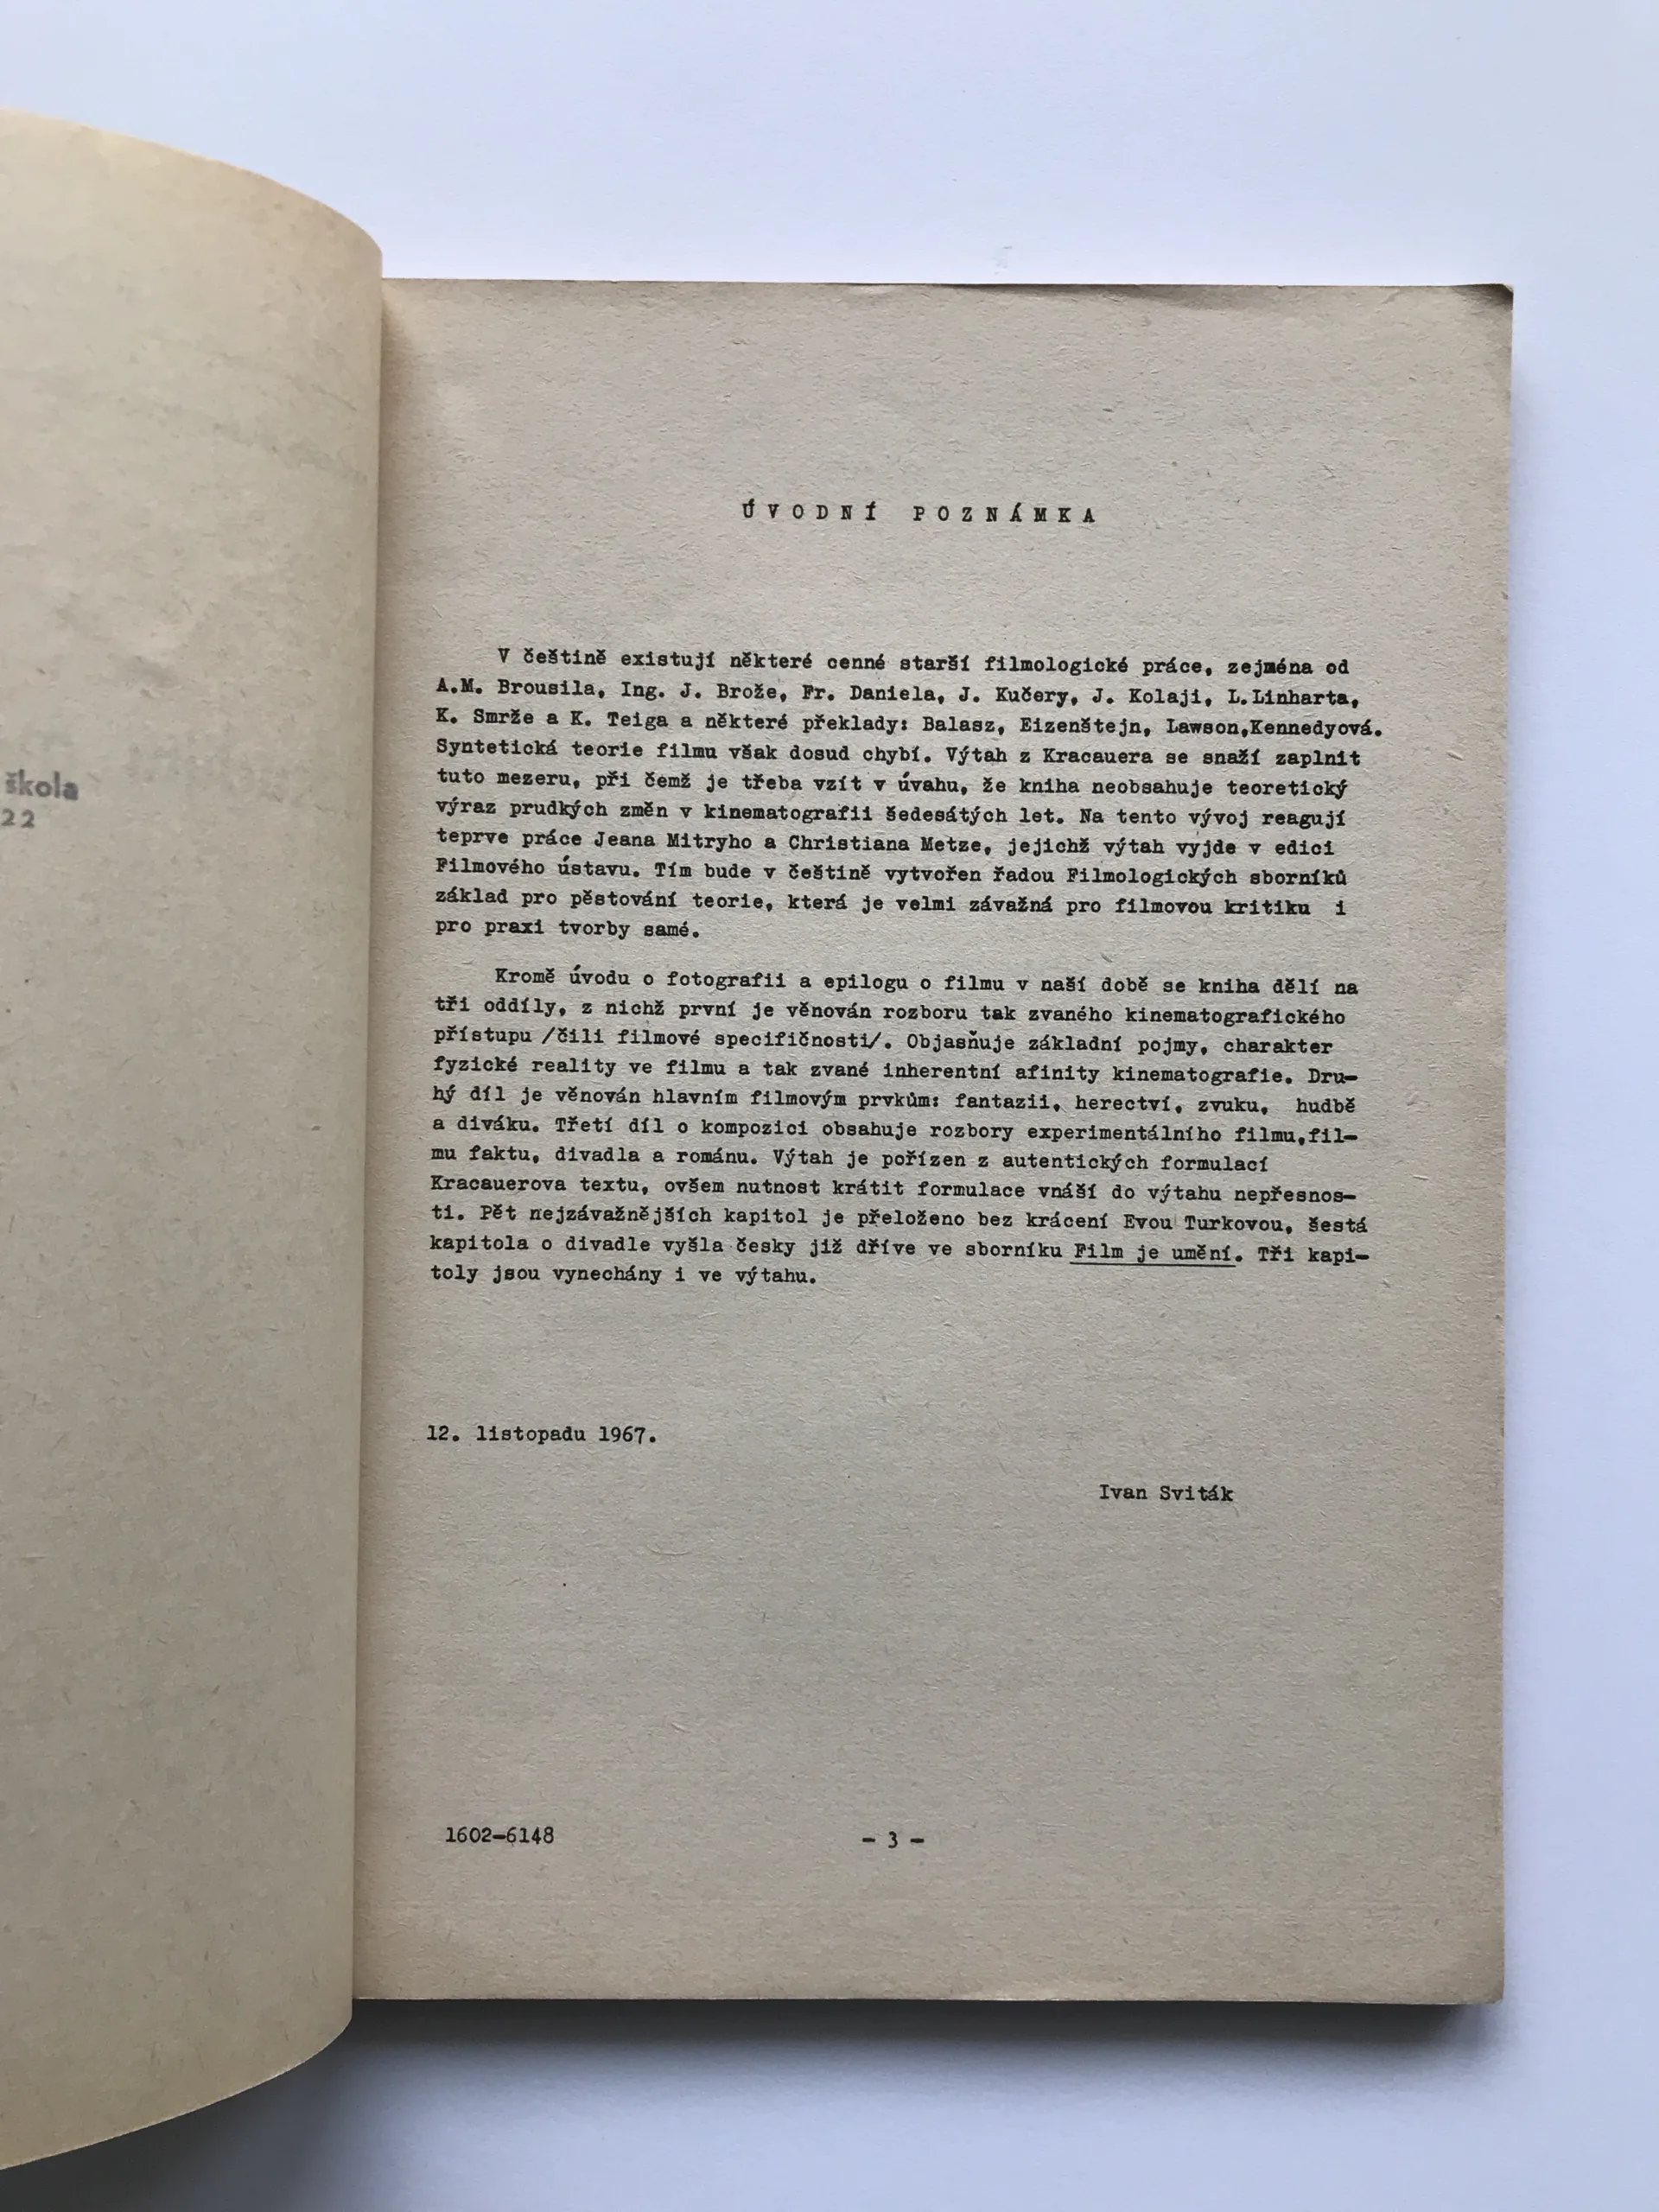 škola
22
ÚVODNÍ POZNÁMKA
V češtině existují některé cenné starší filmologické práce, zejména od
A.M. Brousila, Ing. J. Brože, Fr. Daniela, J. Kučery, J. Kolaji, L.Linharta,
K. Smrže a K. Teiga a některé překlady: Balasz, Eizenštejn, Lawson,Kennedyová.
Syntetická teorie filmu však dosud chybí. Výtah z Kracauera se snaží zaplnit
tuto mezeru, při čemž je třeba vzít v úvahu, že kniha neobsahuje teoretický
výraz prudkých změn v kinematografii šedesátých let. Na tento vývoj reagují
teprve práce Jeana Mitryho a Christiana Metze, jejichž výtah vyjde v edici
Filmového ústavu. Tím bude v češtině vytvořen řadou Filmologických sborníků
základ pro pěstování teorie, která je velmi závažná pro filmovou kritiku i
pro praxi tvorby samé.
Kromě úvodu o fotografii a epilogu o filmu v naší době se kniha dělí na
tři oddíly, z nichž první je věnován rozboru tak zvaného kinematografického
přístupu /čili filmové specifičnosti/. Objasňuje základní pojmy, charakter
fyzické reality ve filmu a tak zvané inherentní afinity kinematografie. Dru-
hý díl je věnován hlavním filmovým prvkům: fantazii, herectví, zvuku, hudbě
a diváku. Třetí díl o kompozici obsahuje rozbory experimentálního filmu,fil-
mu faktu, divadla a románu. Výtah je pořízen z autentických formulací
Kracauerova textu, ovšem nutnost krátit formulace vnáší do výtahu nepřesnos-
ti. Pět nejzávažnějších kapitol je přeloženo bez krácení Evou Turkovou, šestá
kapitola o divadle vyšla česky již dříve ve sborníku Film je umění. Tři kapi-
toly jsou vynechány i ve výtahu.
12. listopadu 1967.
Ivan Sviták
1602-6148
- 3 -